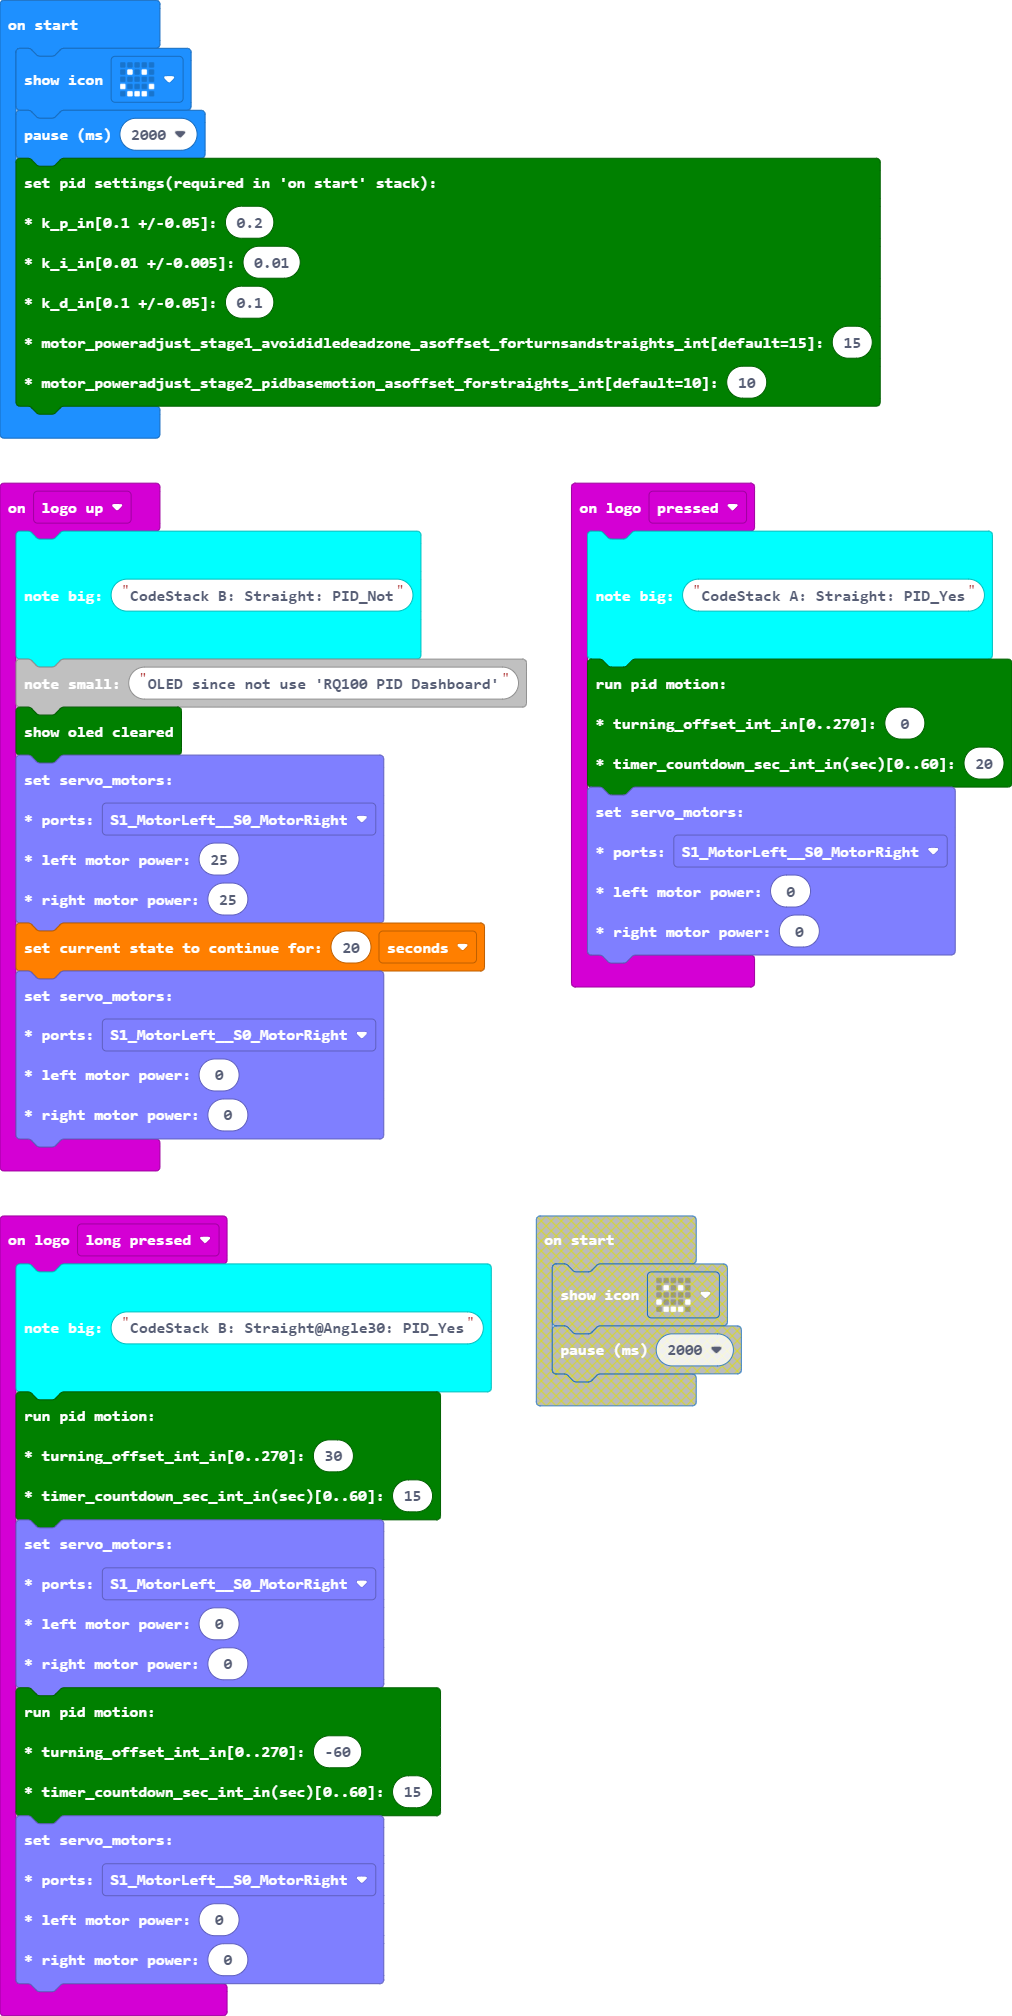 on start
show icon
pause (ms) 2000
set pid settings(required in 'on start' stack):
* k_p_in[0.1 +/-0.05]: 0.2
* k_i_in[0.01 +/-0.005]: 0.01
* k_d_in[0.1 +/-0.05]: 0.1
* motor_poweradjust_stage1_avoididledeadzone_asoffset_forturnsandstraights_int[default=15]: 15
* motor_poweradjust_stage2_pidbasemotion_asoffset_forstraights_int[default=10]: 10
on logo up
note big: "CodeStack B: Straight: PID_Not"
note small: "OLED since not use 'RQ100 PID Dashboard'"
show oled cleared
set servo_motors:
* ports: S1_MotorLeft__S0_MotorRight
* left motor power: 25
* right motor power: 25
set current state to continue for: 20 seconds
set servo_motors:
* ports: S1_MotorLeft__S0_MotorRight
* left motor power: 0
* right motor power: 0
on logo pressed
note big: "CodeStack A: Straight: PID_Yes"
run pid motion:
* turning_offset_int_in[0..270]: 0
* timer_countdown_sec_int_in(sec)[0..60]: 20
set servo_motors:
* ports: S1_MotorLeft__S0_MotorRight
* left motor power: 0
* right motor power: 0
on logo long pressed
note big: "CodeStack B: Straight@Angle30: PID_Yes"
run pid motion:
* turning_offset_int_in[0..270]: 30
* timer_countdown_sec_int_in(sec)[0..60]: 15
set servo_motors:
* ports: S1_MotorLeft__S0_MotorRight
* left motor power: 0
* right motor power: 0
run pid motion:
* turning_offset_int_in[0..270]: -60
* timer_countdown_sec_int_in(sec)[0..60]: 15
set servo_motors:
* ports: S1_MotorLeft__S0_MotorRight
* left motor power: 0
* right motor power: 0
on start
show icon
pause (ms) 2000